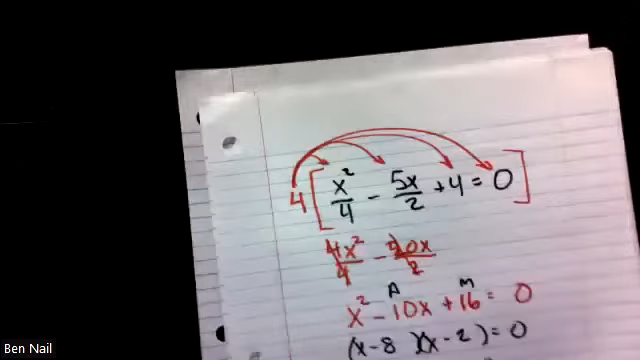 4[x²/4 - 5x/2 + 4 = 0]
4x²/4 - 20x/2
A M
x² - 10x + 16 = 0
(x - 8)(x - 2) = 0
Ben Nail